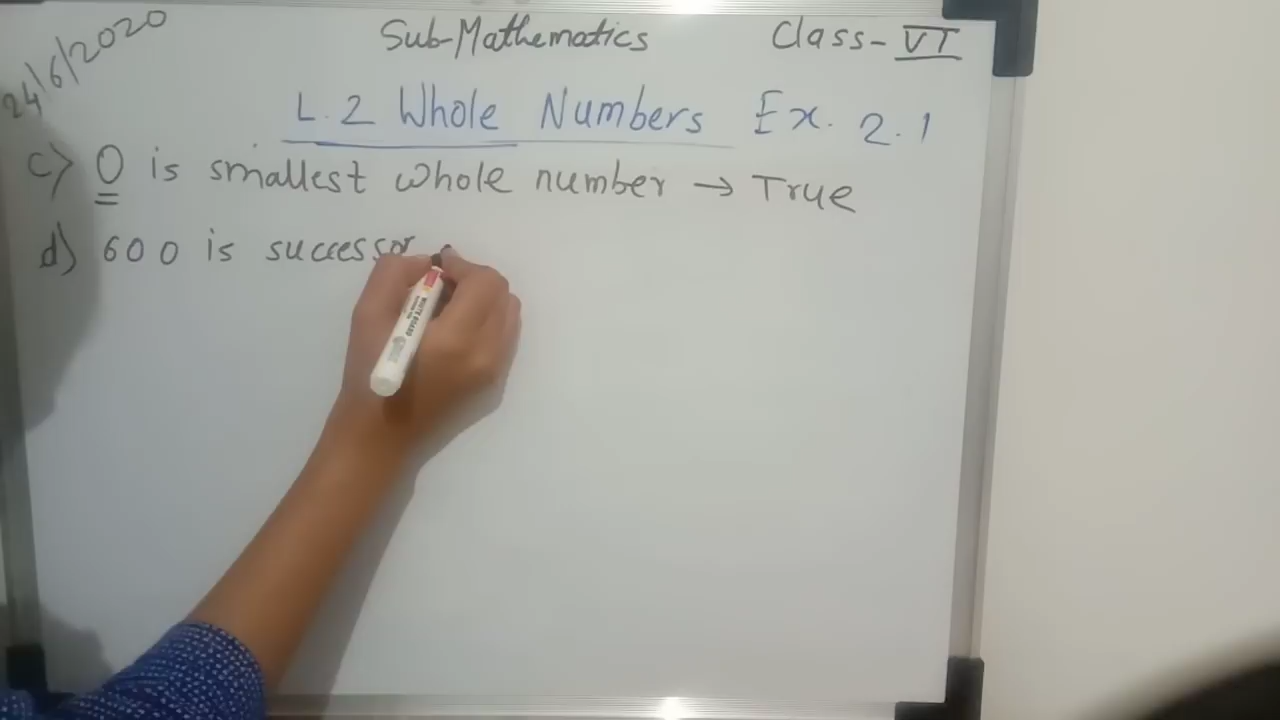 24/6/2020
Sub-Mathematics Class-VI
L.2 Whole Numbers Ex. 2.1
c) 0 is smallest whole number → True
d) 600 is successor